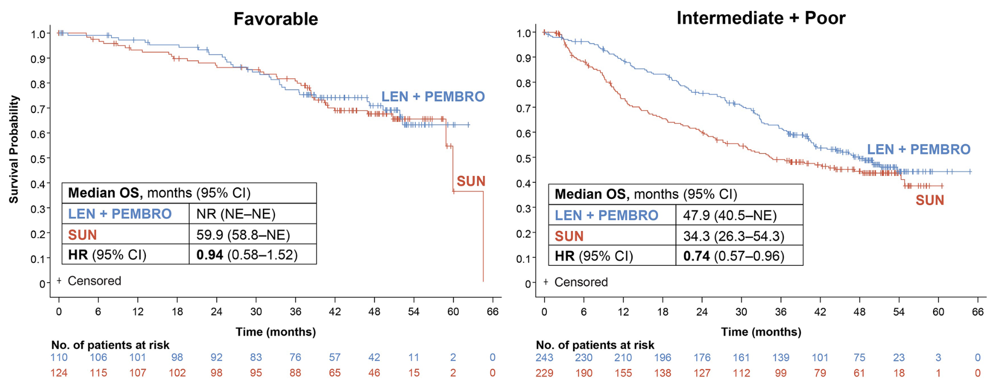 Favorable
Survival Probability
1.0
0.9
0.8
0.7
0.6
0.5
0.4
0.3
0.2
0.1
0
LEN + PEMBRO
SUN
Median OS, months (95% CI)
LEN + PEMBRO NR (NE–NE)
SUN 59.9 (58.8–NE)
HR (95% CI) 0.94 (0.58–1.52)
+ Censored
0 6 12 18 24 30 36 42 48 54 60 66
Time (months)
No. of patients at risk
110 106 101 98 92 83 76 57 42 11 2 0
124 115 107 102 98 95 88 65 46 15 2 0
Intermediate + Poor
1.0
0.9
0.8
0.7
0.6
0.5
0.4
0.3
0.2
0.1
0
LEN + PEMBRO
SUN
Median OS, months (95% CI)
LEN + PEMBRO 47.9 (40.5–NE)
SUN 34.3 (26.3–54.3)
HR (95% CI) 0.74 (0.57–0.96)
+ Censored
0 6 12 18 24 30 36 42 48 54 60 66
Time (months)
No. of patients at risk
243 230 210 196 176 161 139 101 75 23 3 0
229 190 155 138 127 112 99 79 61 18 1 0